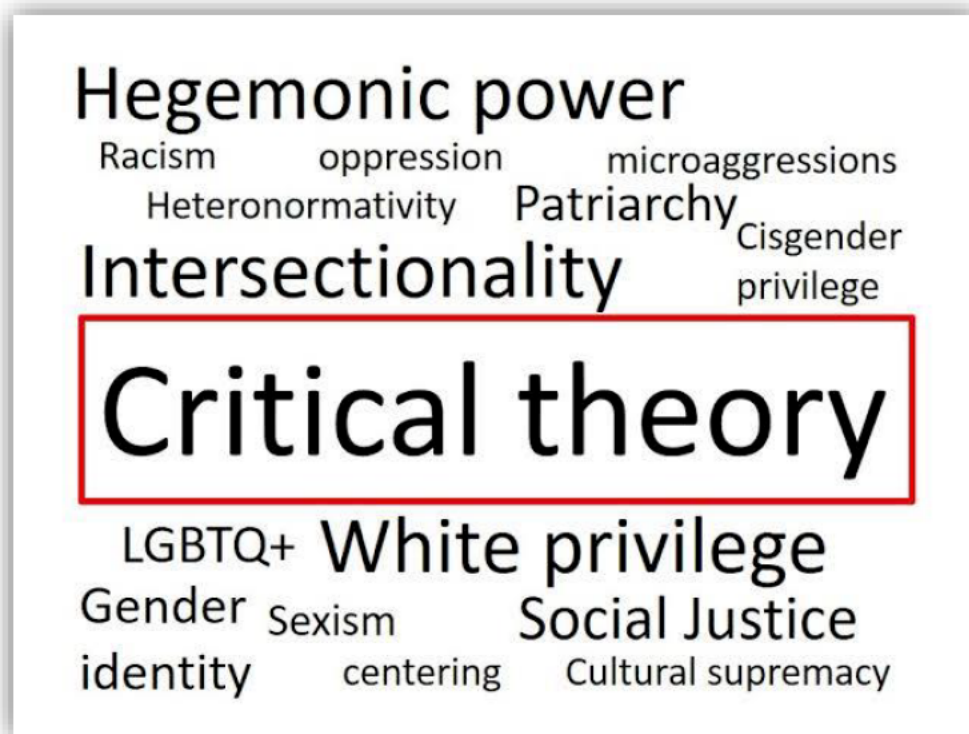 Hegemonic power
Racism oppression microaggressions
Heteronormativity Patriarchy
Cisgender
privilege
Intersectionality
Critical theory
LGBTQ+ White privilege
Gender
identity
Sexism Social Justice
centering Cultural supremacy